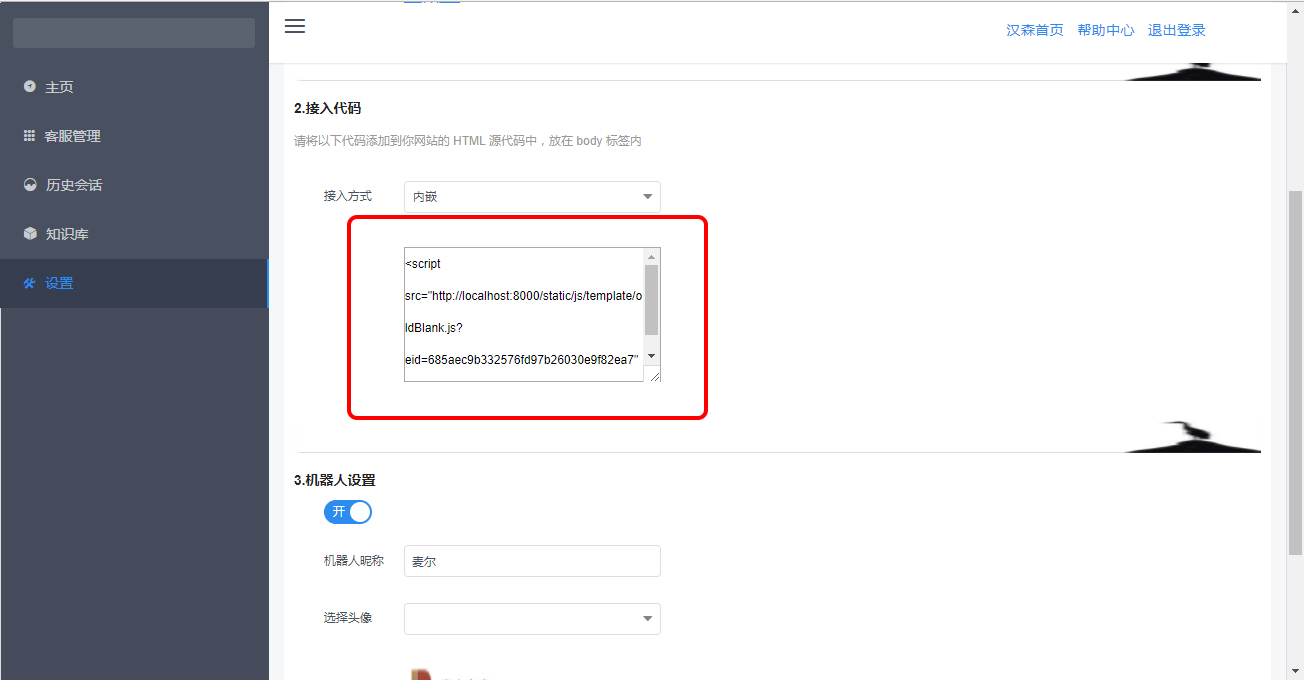 汉森首页 帮助中心 退出登录
主页
客服管理
历史会话
知识库
设置
2.接入代码
请将以下代码添加到你网站的 HTML 源代码中，放在 body 标签内
接入方式 内嵌
<script
src="http://localhost:8000/static/js/template/o
ldBlank.js?
eid=685aec9b332576fd97b26030e9f82ea7"
3.机器人设置
开
机器人昵称 麦尔
选择头像